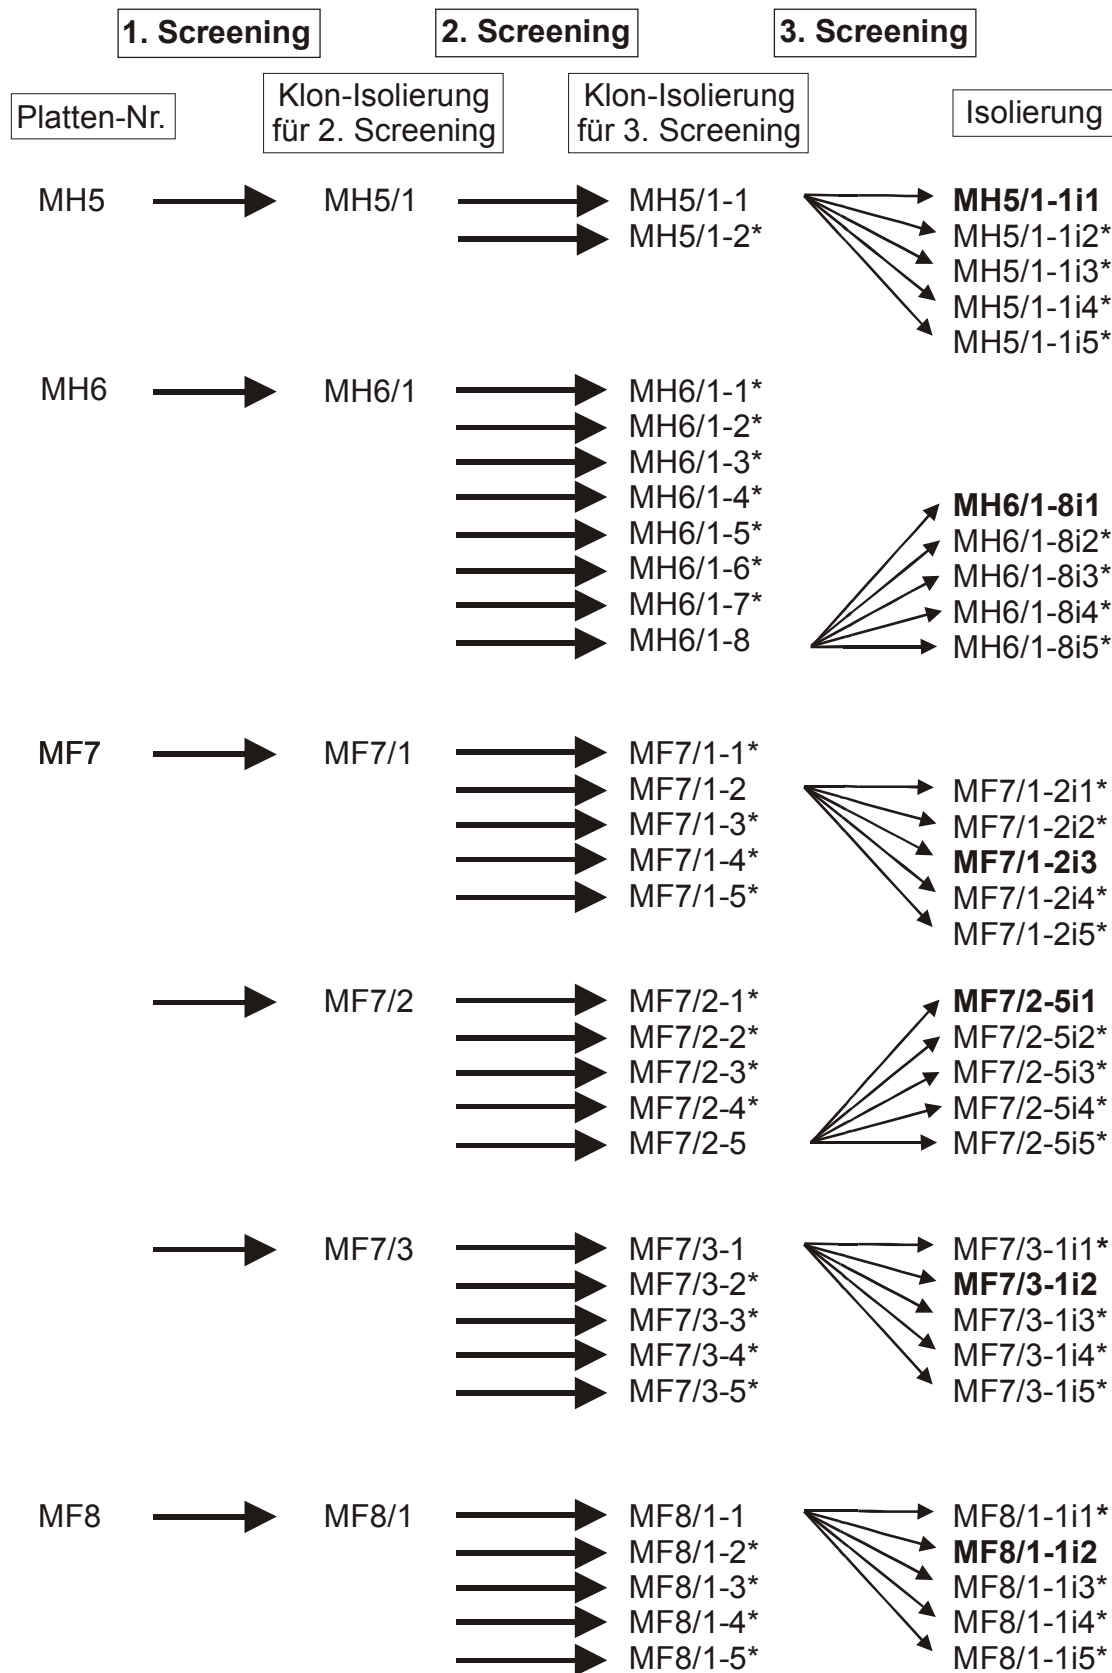 1. Screening 2. Screening 3. Screening
Platten-Nr.
Klon-Isolierung
für 2. Screening
Klon-Isolierung
für 3. Screening
Isolierung
MH5 MH5/1 MH5/1-1 MH5/1-1i1
MH5/1-2* MH5/1-1i2*
MH5/1-1i3*
MH5/1-1i4*
MH5/1-1i5*
MH6 MH6/1 MH6/1-1*
MH6/1-2*
MH6/1-3*
MH6/1-4* MH6/1-8i1
MH6/1-5* MH6/1-8i2*
MH6/1-6* MH6/1-8i3*
MH6/1-7* MH6/1-8i4*
MH6/1-8 MH6/1-8i5*
MF7 MF7/1 MF7/1-1*
MF7/1-2 MF7/1-2i1*
MF7/1-3* MF7/1-2i2*
MF7/1-4* MF7/1-2i3
MF7/1-5* MF7/1-2i4*
MF7/1-2i5*
MF7/2 MF7/2-1* MF7/2-5i1
MF7/2-2* MF7/2-5i2*
MF7/2-3* MF7/2-5i3*
MF7/2-4* MF7/2-5i4*
MF7/2-5 MF7/2-5i5*
MF7/3 MF7/3-1 MF7/3-1i1*
MF7/3-2* MF7/3-1i2
MF7/3-3* MF7/3-1i3*
MF7/3-4* MF7/3-1i4*
MF7/3-5* MF7/3-1i5*
MF8 MF8/1 MF8/1-1 MF8/1-1i1*
MF8/1-2* MF8/1-1i2
MF8/1-3* MF8/1-1i3*
MF8/1-4* MF8/1-1i4*
MF8/1-5* MF8/1-1i5*